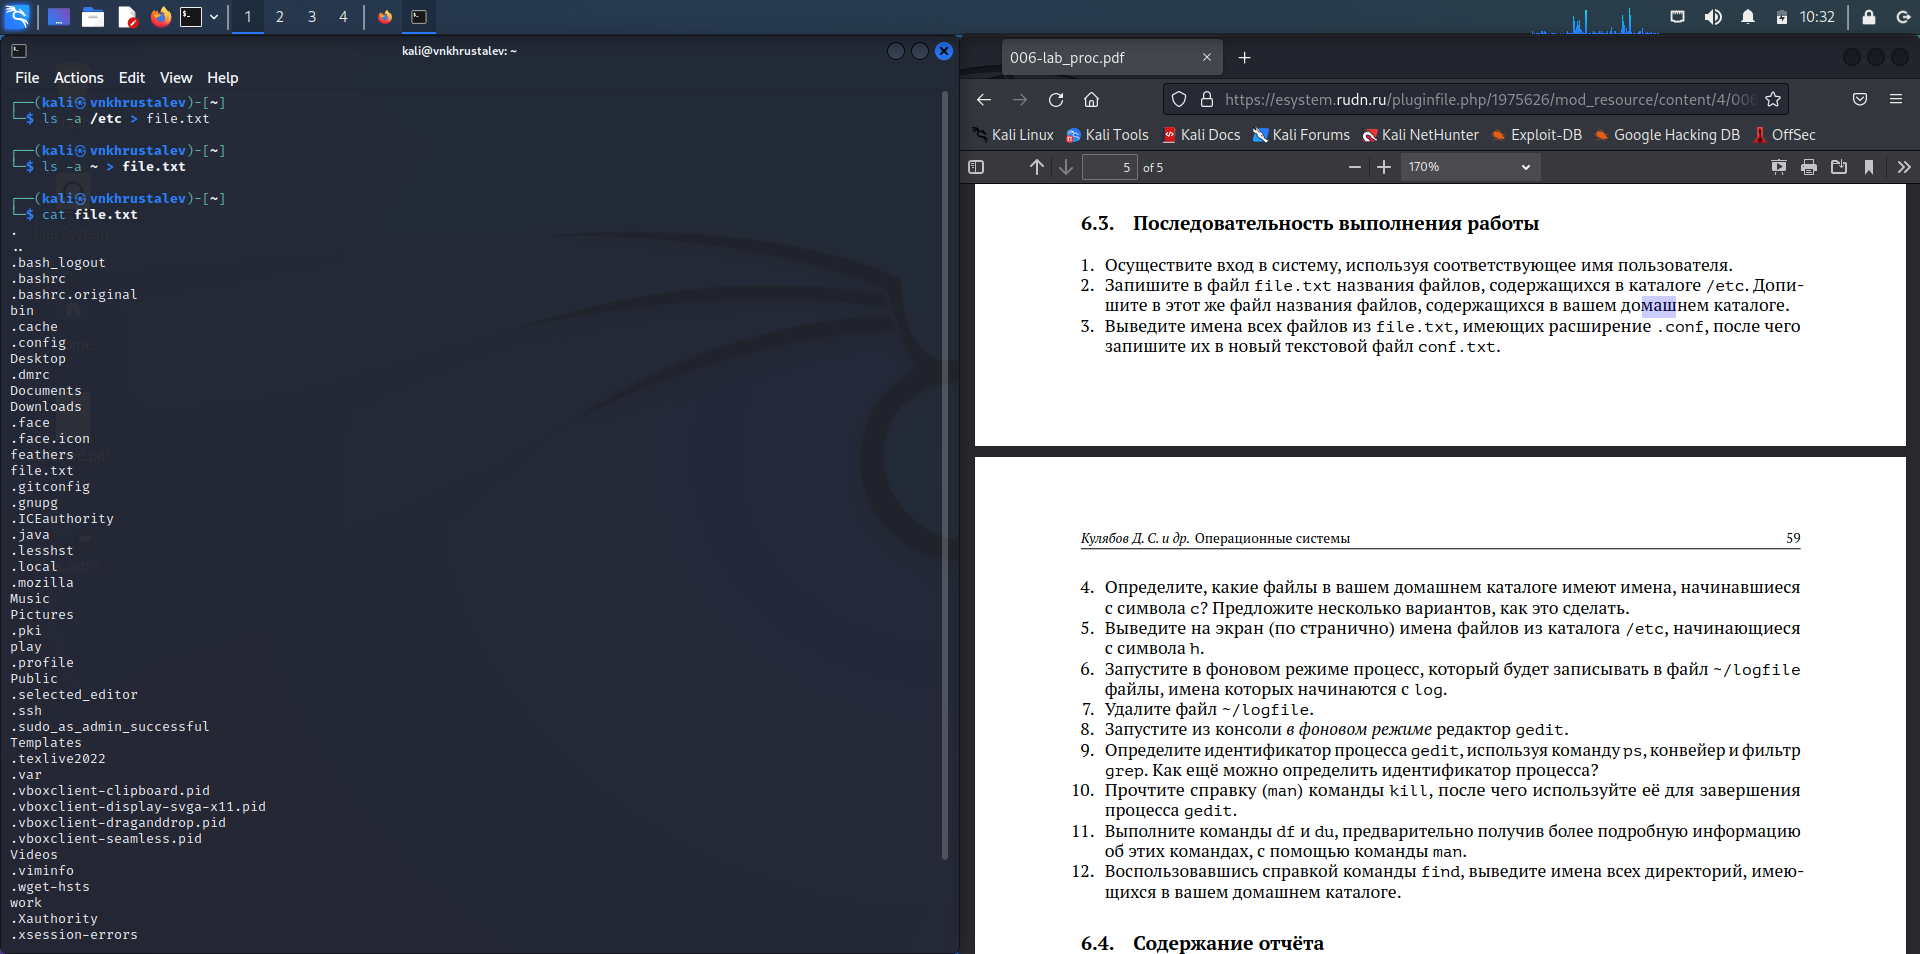 1 2 3 4
10:32
kali@vnkhrustalev: ~
File Actions Edit View Help
┌──(kali㉿vnkhrustalev)-[~]
└─$ ls -a /etc > file.txt
┌──(kali㉿vnkhrustalev)-[~]
└─$ ls -a ~ > file.txt
┌──(kali㉿vnkhrustalev)-[~]
└─$ cat file.txt
.
..
.bash_logout
.bashrc
.bashrc.original
bin
.cache
.config
Desktop
.dmrc
Documents
Downloads
.face
.face.icon
feathers
file.txt
.gitconfig
.gnupg
.ICEauthority
.java
.lesshst
.local
.mozilla
Music
Pictures
.pki
play
.profile
Public
.selected_editor
.ssh
.sudo_as_admin_successful
Templates
.texlive2022
.var
.vboxclient-clipboard.pid
.vboxclient-display-svga-x11.pid
.vboxclient-draganddrop.pid
.vboxclient-seamless.pid
Videos
.viminfo
.wget-hsts
work
.Xauthority
.xsession-errors
006-lab_proc.pdf
https://esystem.rudn.ru/pluginfile.php/1975626/mod_resource/content/4/006
Kali Linux Kali Tools Kali Docs Kali Forums Kali NetHunter Exploit-DB Google Hacking DB OffSec
5 of 5 170%
6.3. Последовательность выполнения работы
1. Осуществите вход в систему, используя соответствующее имя пользователя.
2. Запишите в файл file.txt названия файлов, содержащихся в каталоге /etc. Допи-
шите в этот же файл названия файлов, содержащихся в вашем домашнем каталоге.
3. Выведите имена всех файлов из file.txt, имеющих расширение .conf, после чего
запишите их в новый текстовой файл conf.txt.
Кулябов Д. С. и др. Операционные системы 59
4. Определите, какие файлы в вашем домашнем каталоге имеют имена, начинавшиеся
с символа c? Предложите несколько вариантов, как это сделать.
5. Выведите на экран (по странично) имена файлов из каталога /etc, начинающиеся
с символа h.
6. Запустите в фоновом режиме процесс, который будет записывать в файл ~/logfile
файлы, имена которых начинаются с log.
7. Удалите файл ~/logfile.
8. Запустите из консоли в фоновом режиме редактор gedit.
9. Определите идентификатор процесса gedit, используя команду ps, конвейер и фильтр
grep. Как ещё можно определить идентификатор процесса?
10. Прочтите справку (man) команды kill, после чего используйте её для завершения
процесса gedit.
11. Выполните команды df и du, предварительно получив более подробную информацию
об этих командах, с помощью команды man.
12. Воспользовавшись справкой команды find, выведите имена всех директорий, имею-
щихся в вашем домашнем каталоге.
6.4. Содержание отчёта